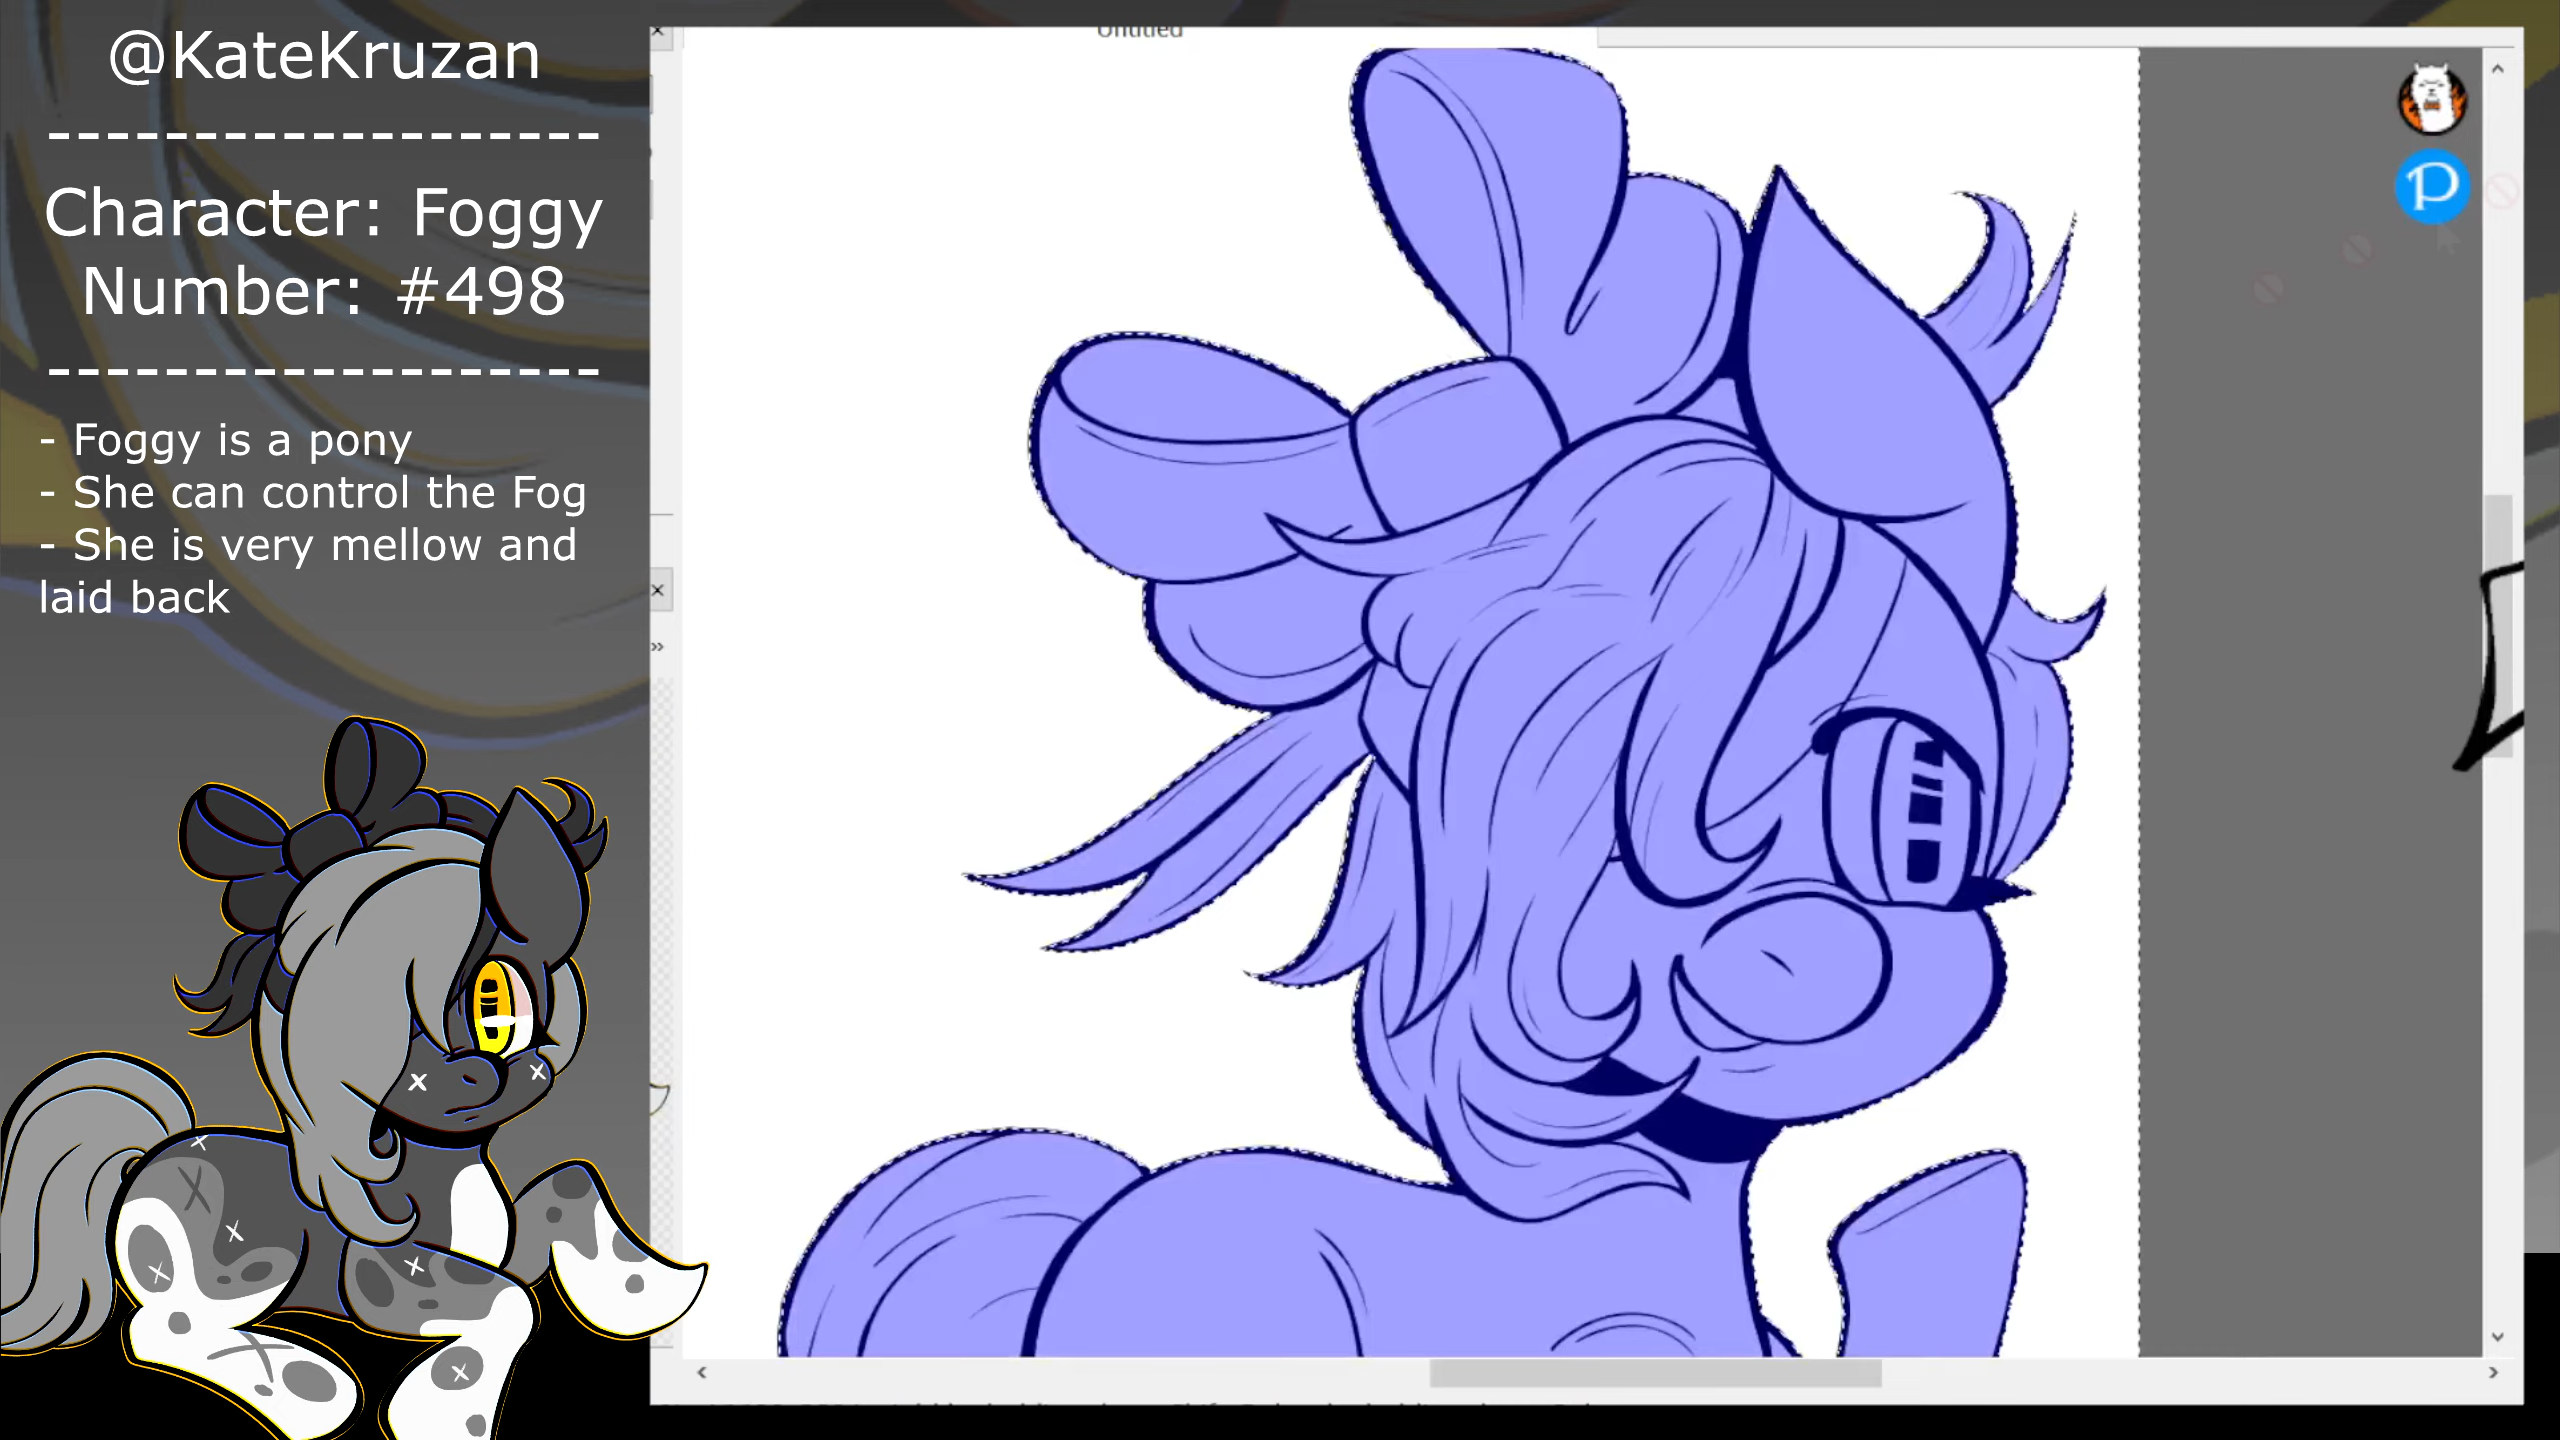 @KateKruzan
-------------------
Character: Foggy
Number: #498
-------------------
- Foggy is a pony
- She can control the Fog
- She is very mellow and
laid back
Untitled
P